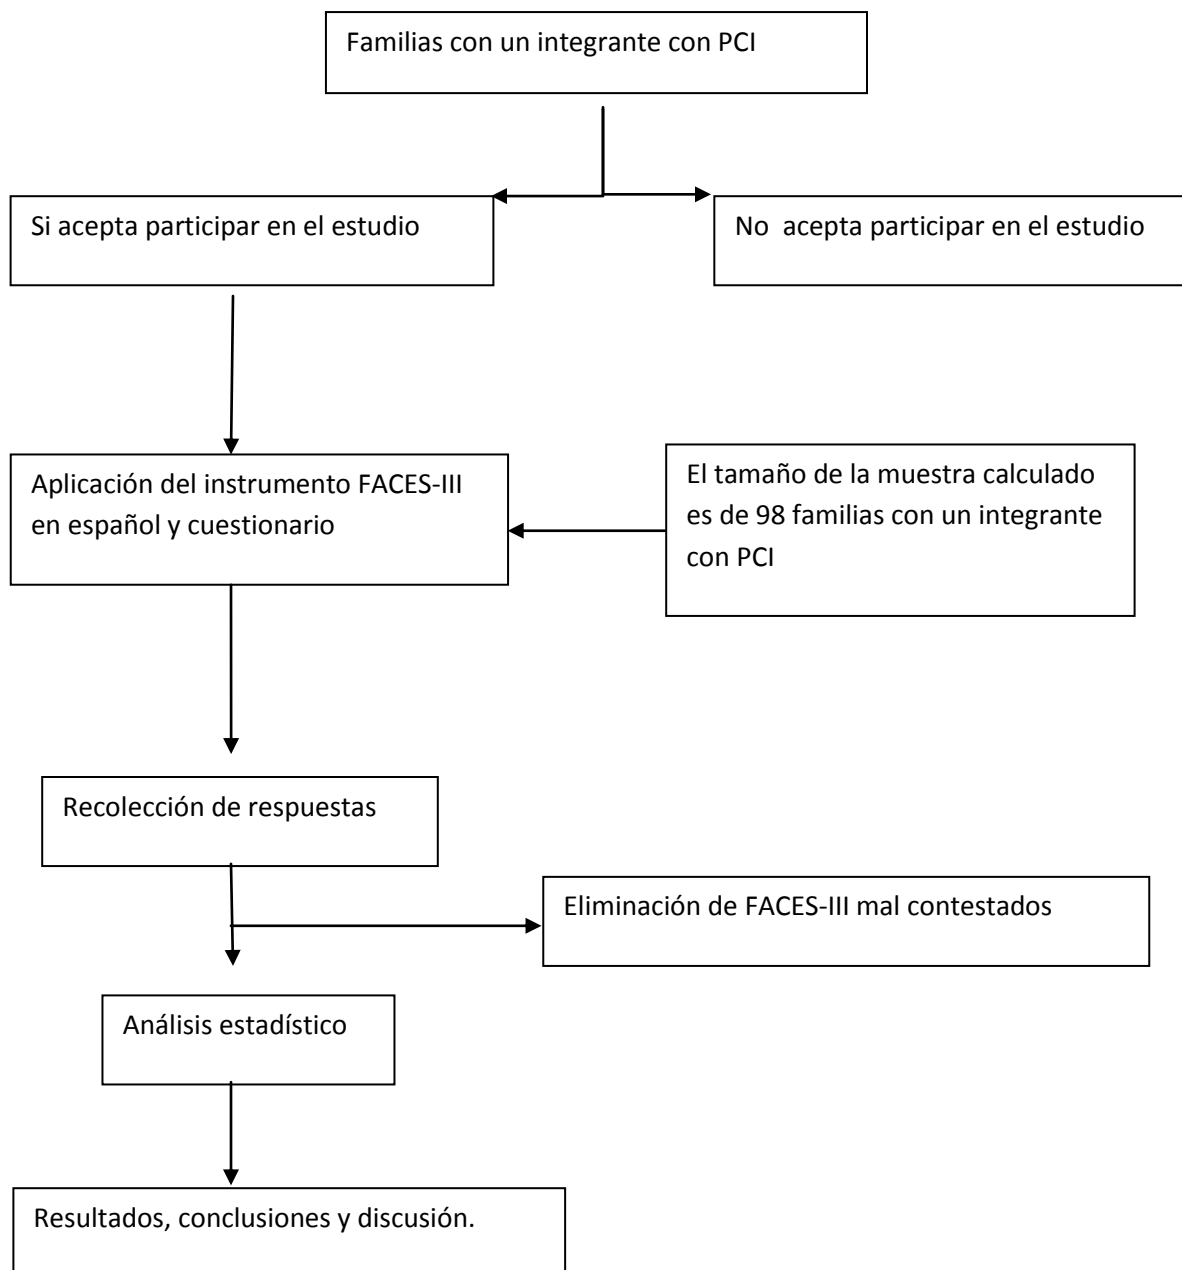 Familias con un integrante con PCI
Si acepta participar en el estudio
No acepta participar en el estudio
Aplicación del instrumento FACES-III
en español y cuestionario
El tamaño de la muestra calculado
es de 98 familias con un integrante
con PCI
Recolección de respuestas
Eliminación de FACES-III mal contestados
Análisis estadístico
Resultados, conclusiones y discusión.